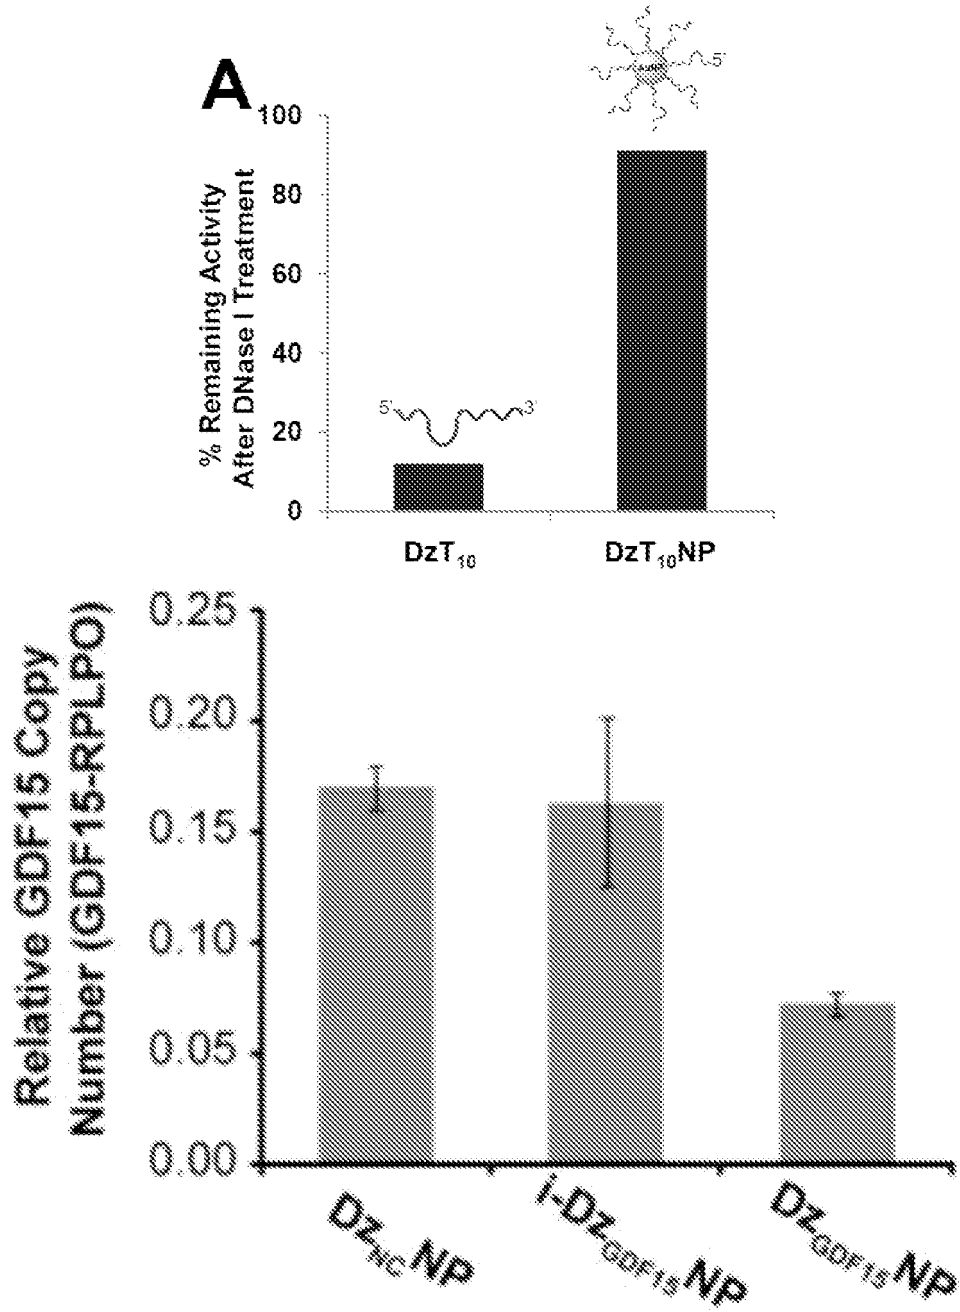 A
100
80
60
40
20
0
% Remaining Activity
After DNase I Treatment
AuNP
5'
5'
3'
DzT10
DzT10NP
0.25
0.20
0.15
0.10
0.05
0.00
Relative GDF15 Copy
Number (GDF15-RPLPO)
DzNCNP
i-DzGDF15NP
DzGDF15NP